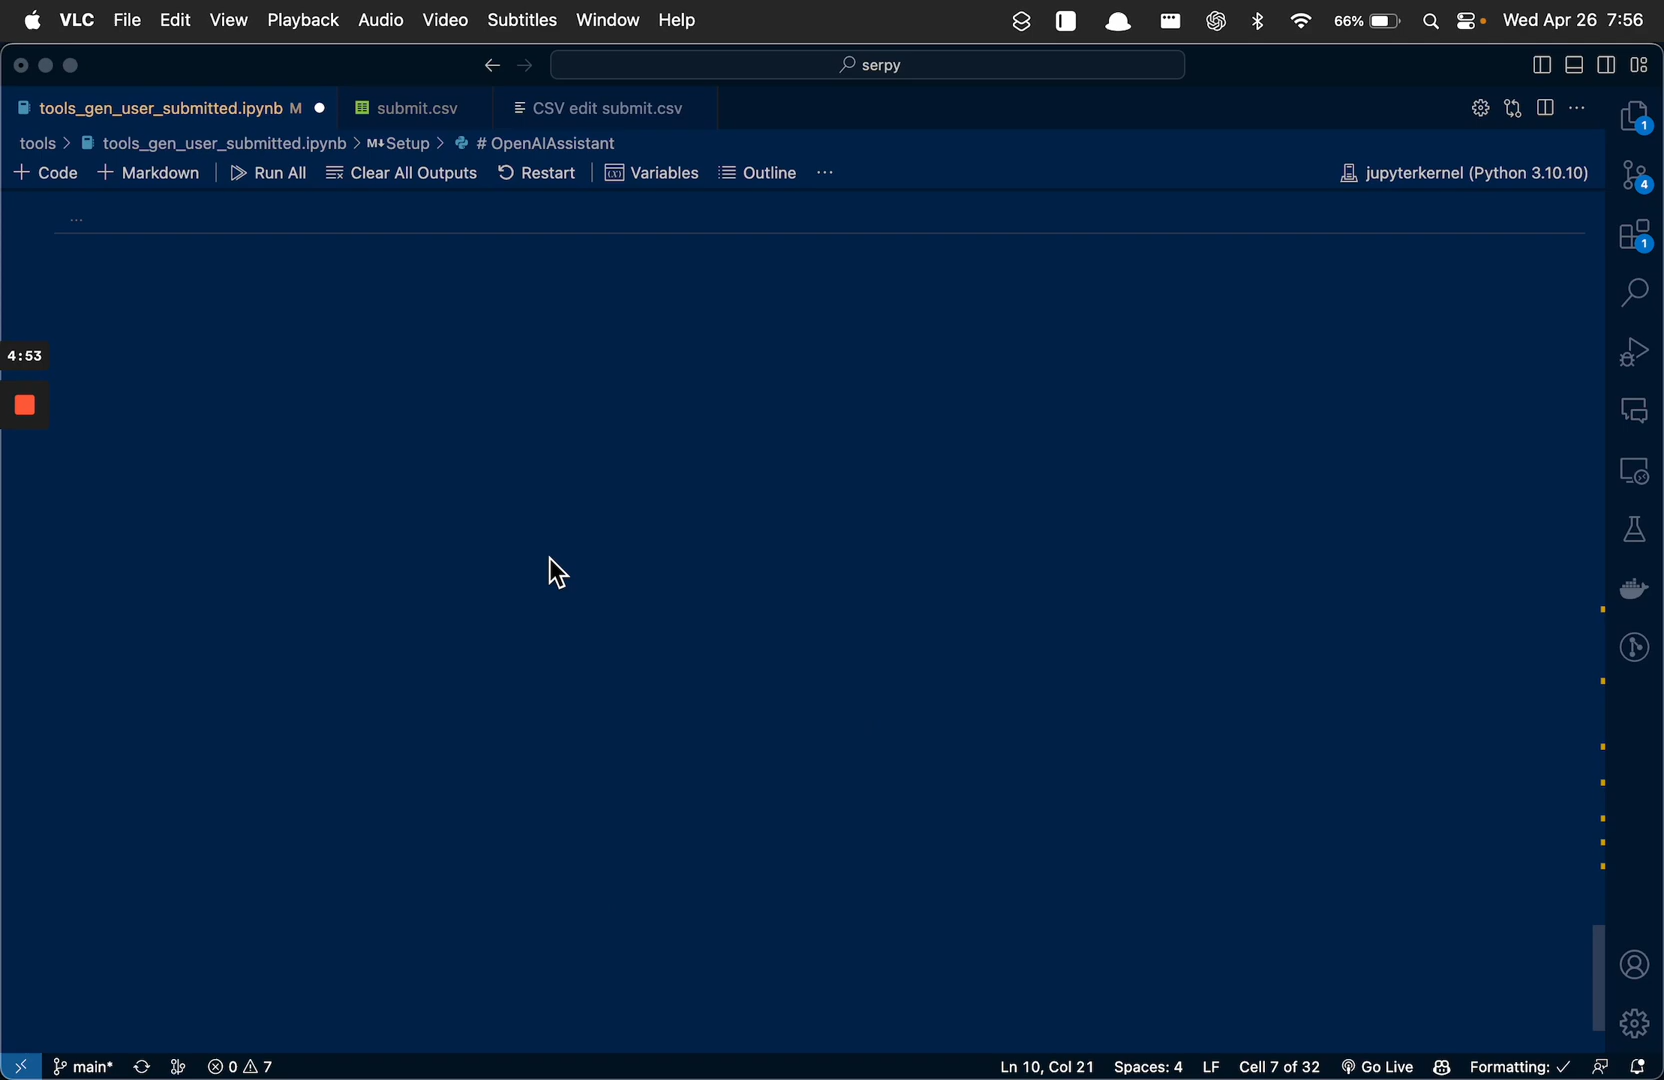 VLC File Edit View Playback Audio Video Subtitles Window Help 66% Wed Apr 26 7:56
serpy
tools_gen_user_submitted.ipynb M submit.csv CSV edit submit.csv
1
tools > tools_gen_user_submitted.ipynb > M↓Setup > # OpenAIAssistant
+ Code + Markdown Run All Clear All Outputs Restart Variables Outline ... jupyterkernel (Python 3.10.10)
4
...
1
4:53
main* 0 7 Ln 10, Col 21 Spaces: 4 LF Cell 7 of 32 Go Live Formatting: ✓